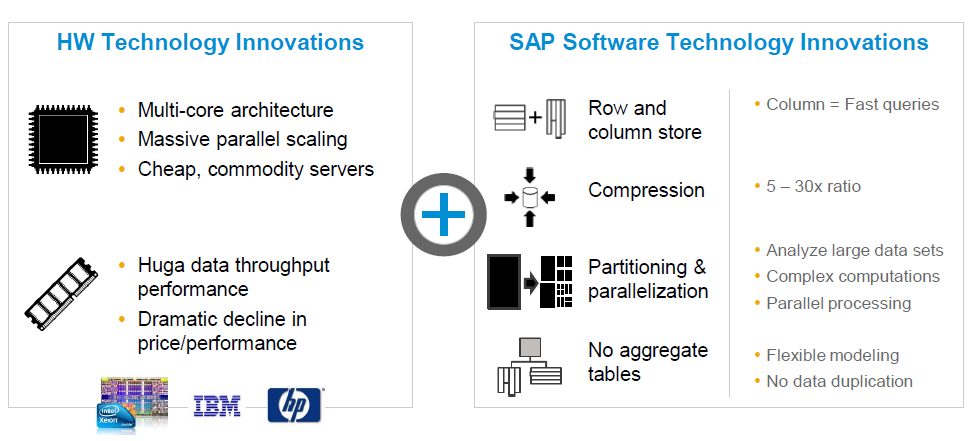 HW Technology Innovations
• Multi-core architecture
• Massive parallel scaling
• Cheap, commodity servers
• Huga data throughput
performance
• Dramatic decline in
price/performance
intel
Xeon
inside
IBM
hp
SAP Software Technology Innovations
Row and
column store
• Column = Fast queries
Compression
• 5 – 30x ratio
Partitioning &
parallelization
• Analyze large data sets
• Complex computations
• Parallel processing
No aggregate
tables
• Flexible modeling
• No data duplication